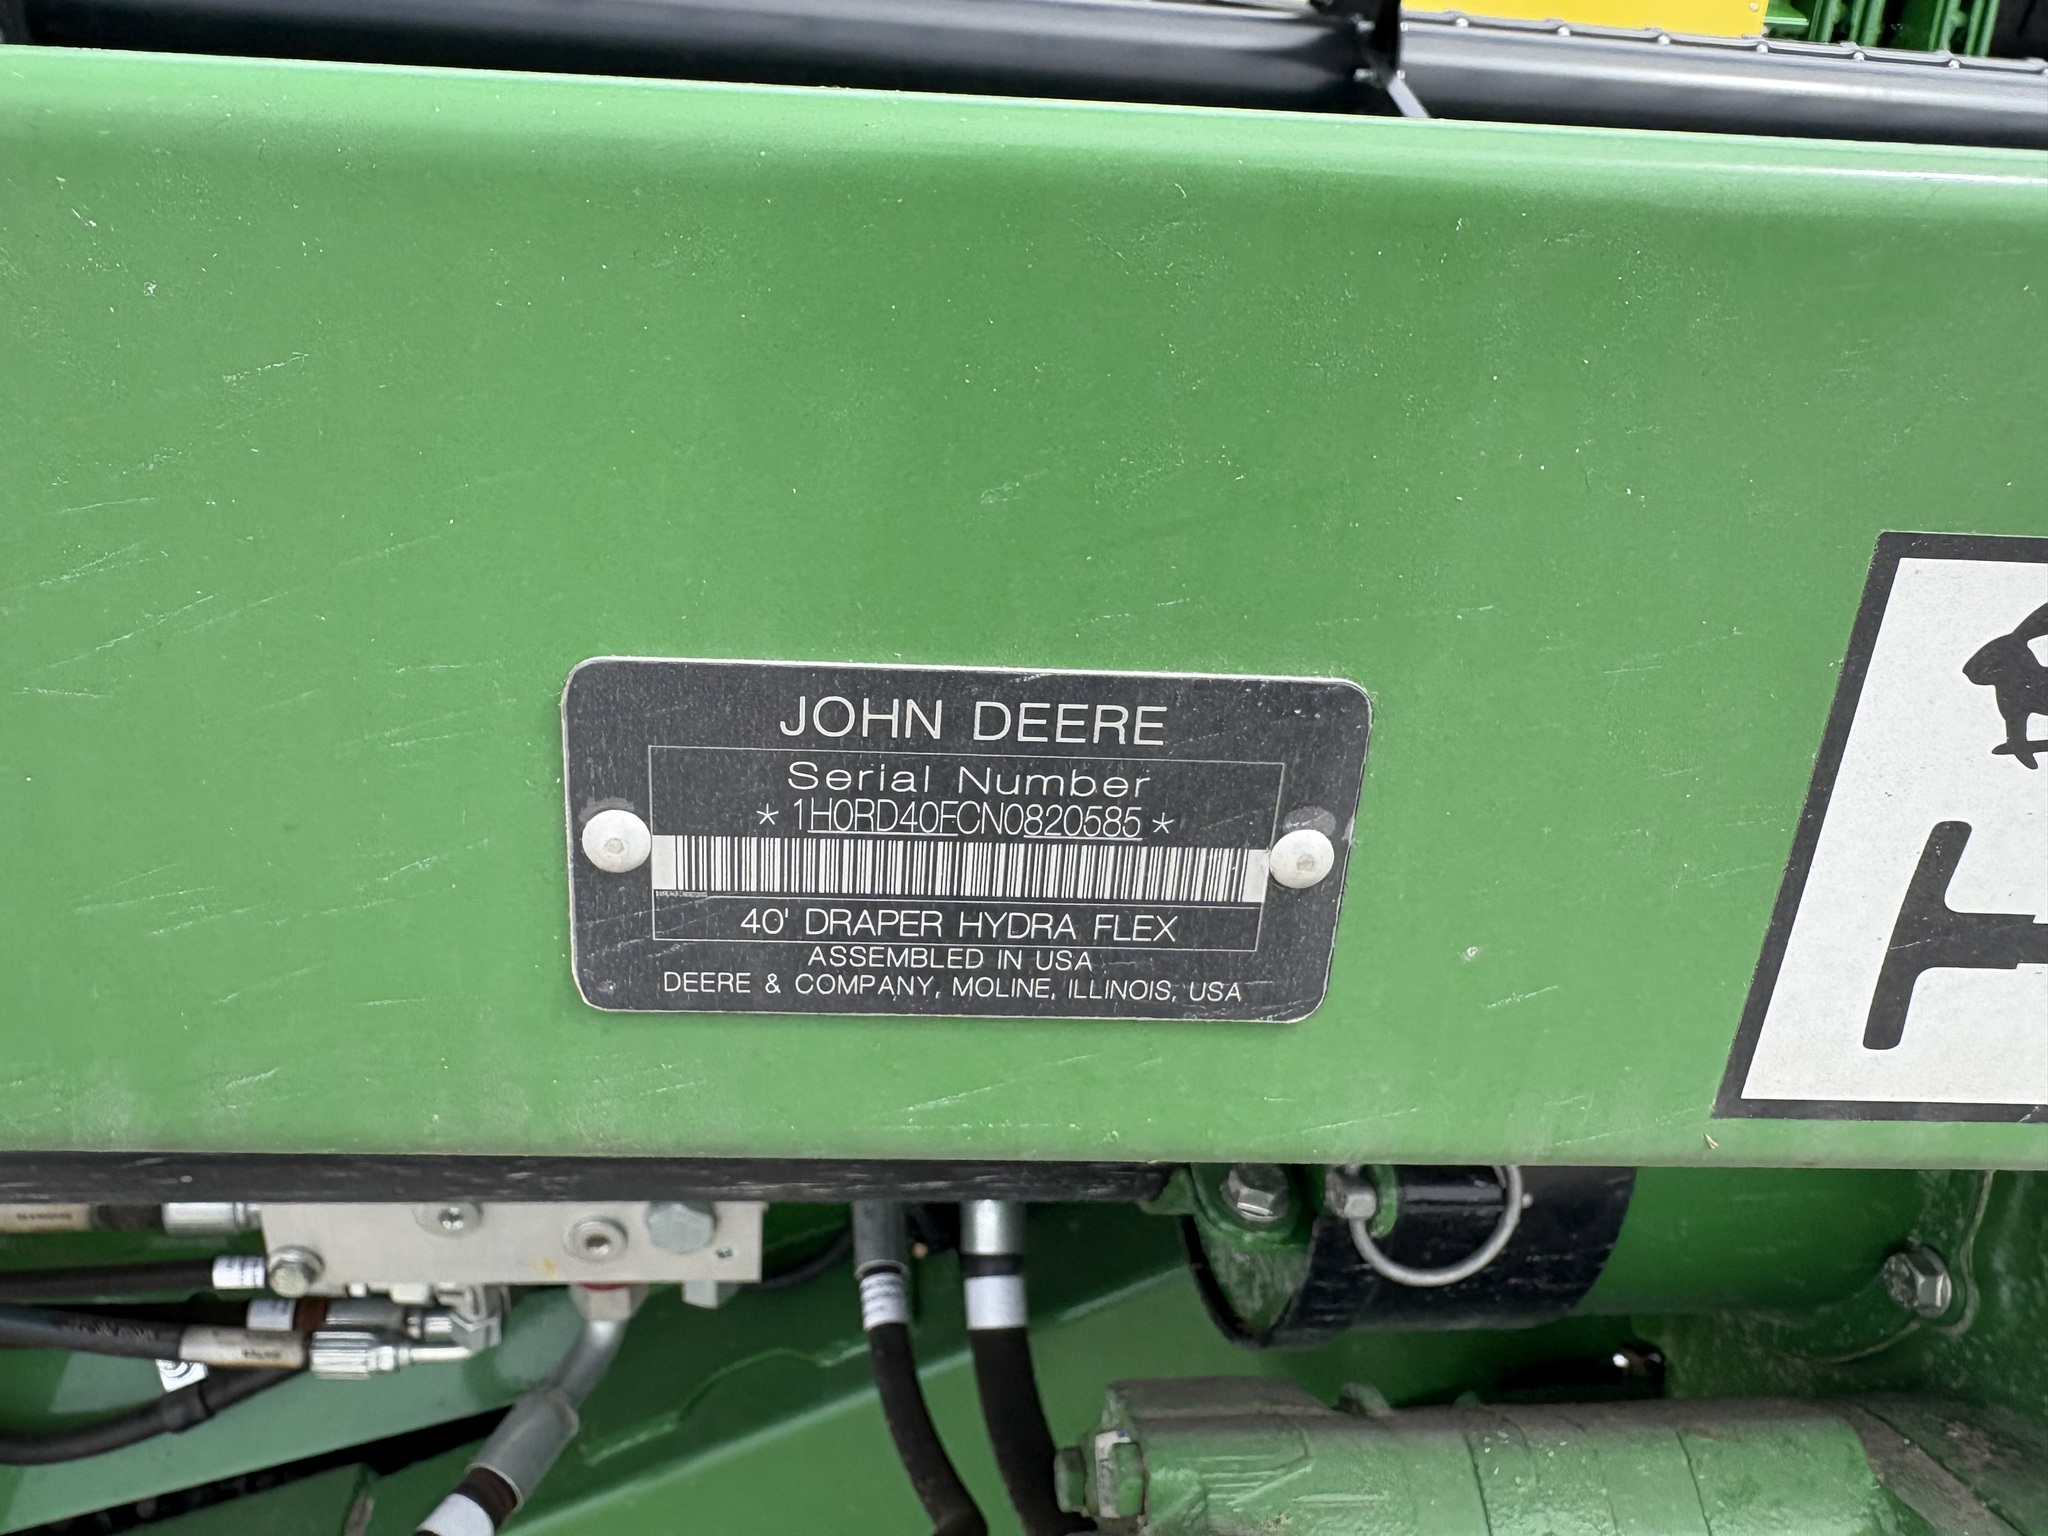 JOHN DEERE
Serial Number
* 1H0RD40FCN0820585 *
40' DRAPER HYDRA FLEX
ASSEMBLED IN USA
DEERE & COMPANY, MOLINE, ILLINOIS, USA